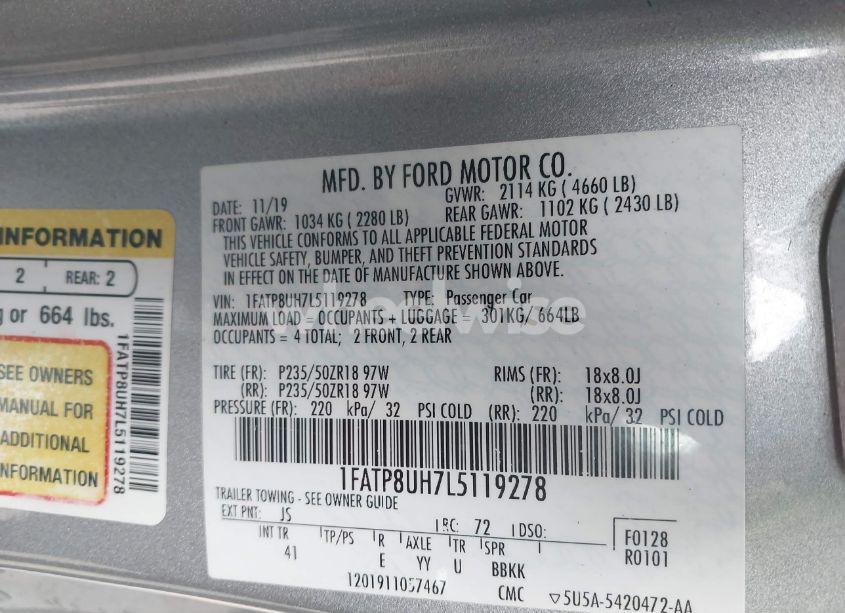 INFORMATION
2 REAR: 2
g or 664 lbs.
SEE OWNERS
MANUAL FOR
ADDITIONAL
INFORMATION
1FATP8UH7L5119278
MFD. BY FORD MOTOR CO.
DATE: 11/19 GVWR: 2114 KG ( 4660 LB)
FRONT GAWR: 1034 KG ( 2280 LB) REAR GAWR: 1102 KG ( 2430 LB)
THIS VEHICLE CONFORMS TO ALL APPLICABLE FEDERAL MOTOR
VEHICLE SAFETY, BUMPER, AND THEFT PREVENTION STANDARDS
IN EFFECT ON THE DATE OF MANUFACTURE SHOWN ABOVE.
VIN: 1FATP8UH7L5119278 TYPE: Passenger Car
MAXIMUM LOAD = OCCUPANTS + LUGGAGE = 301KG/ 664LB
OCCUPANTS = 4 TOTAL; 2 FRONT, 2 REAR
TIRE (FR): P235/50ZR18 97W RIMS (FR): 18x8.0J
(RR): P235/50ZR18 97W (RR): 18x8.0J
PRESSURE (FR): 220 kPa/ 32 PSI COLD (RR): 220 kPa/ 32 PSI COLD
1FATP8UH7L5119278
TRAILER TOWING - SEE OWNER GUIDE
EXT PNT: JS RC: 72 DSO: F0128
INT TR TP/PS R AXLE TR SPR R0101
41 E YY U BBKK
1201911057467 CMC 5U5A-5420472-AA